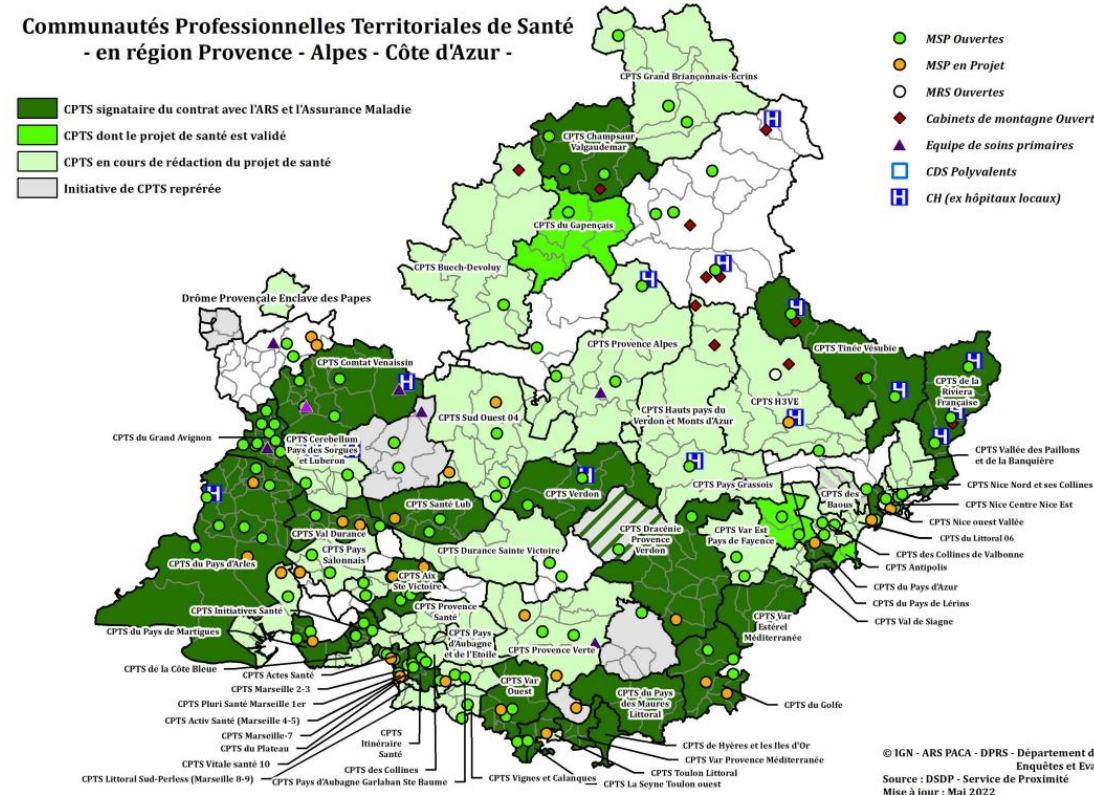 Communautés Professionnelles Territoriales de Santé
- en région Provence - Alpes - Côte d'Azur -
CPTS signataire du contrat avec l'ARS et l'Assurance Maladie
CPTS dont le projet de santé est validé
CPTS en cours de rédaction du projet de santé
Initiative de CPTS reprérée
MSP Ouvertes
MSP en Projet
MRS Ouvertes
Cabinets de montagne Ouvert
Equipe de soins primaires
CDS Polyvalents
H CH (ex hôpitaux locaux)
CPTS Grand Briançonnais-Ecrins
CPTS Champsaur
Valgaudemar
CPTS du Gapençais
CPTS Buech-Devoluy
Drôme Provençale Enclave des Papes
CPTS Comtat Venaissin
CPTS Provence Alpes
CPTS Tinée Vésubie
CPTS de la
Riviera
Française
CPTS H3VE
CPTS Sud Ouest 04
CPTS Hauts pays du
Verdon et Monts d'Azur
CPTS du Grand Avignon
CPTS Cerebellum
Pays des Sorgues
et Luberon
CPTS Vallée des Paillons
et de la Banquière
CPTS Pays Grassois
CPTS des
Baous
CPTS Nice Nord et ses Collines
CPTS Nice Centre Nice Est
CPTS Nice ouest Vallée
CPTS du Littoral 06
CPTS des Collines de Valbonne
CPTS Antipolis
CPTS du Pays d'Azur
CPTS du Pays de Lérins
CPTS Val de Siagne
CPTS Verdon
CPTS Santé Lub
CPTS Dracénie
Provence
Verdon
CPTS Var Est
Pays de Fayence
CPTS Val Durance
CPTS du Pays d'Arles
CPTS Pays
Salonnais
CPTS Durance Sainte Victoire
CPTS Aix
Ste Victoire
CPTS Initiatives Santé
CPTS Provence
Santé
CPTS Var
Estérel
Méditerranée
CPTS du Pays de Martigues
CPTS Pays
d'Aubagne
et de l'Etoile
CPTS Provence Verte
CPTS de la Côte Bleue
CPTS Actes Santé
CPTS Marseille 2-3
CPTS Pluri Santé Marseille 1er
CPTS Activ Santé (Marseille 4-5)
CPTS Marseille-7
CPTS du Plateau
CPTS Vitale santé 10
CPTS Littoral Sud-Perless (Marseille 8-9)
CPTS
Itinéraire
Santé
CPTS des Collines
CPTS Pays d'Aubagne Garlaban Ste Baume
CPTS Var
Ouest
CPTS du Pays
des Maures
Littoral
CPTS du Golfe
CPTS de Hyères et les Iles d'Or
CPTS Var Provence Méditerranée
CPTS Toulon Littoral
CPTS Vignes et Calanques
CPTS La Seyne Toulon ouest
© IGN - ARS PACA - DPRS - Département d
Enquêtes et Eva
Source : DSDP - Service de Proximité
Mise à jour : Mai 2022